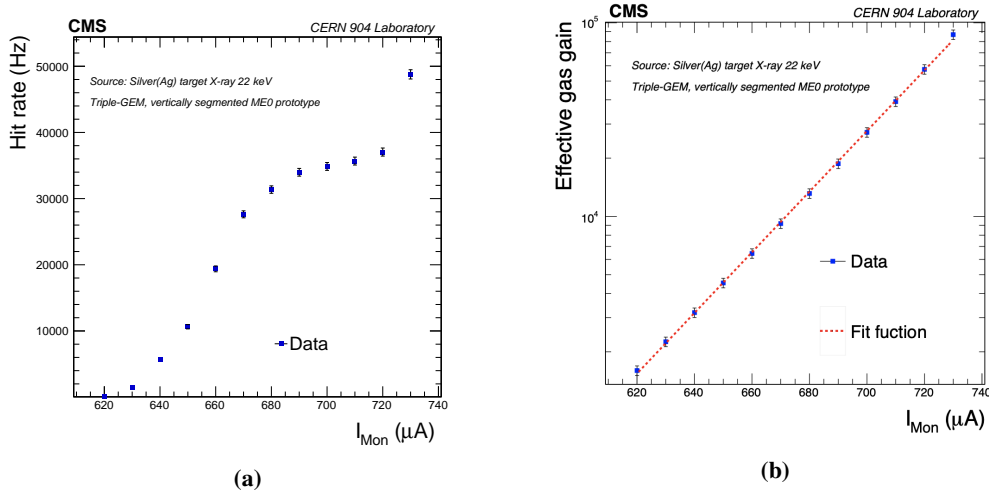 CMS
CERN 904 Laboratory
Hit rate (Hz)
Source: Silver(Ag) target X-ray 22 keV
Triple-GEM, vertically segmented ME0 prototype
50000
40000
30000
20000
10000
0
Data
620 640 660 680 700 720 740
I_Mon (μA)
(a)
CMS
CERN 904 Laboratory
Effective gas gain
10^5
Source: Silver(Ag) target X-ray 22 keV
Triple-GEM, vertically segmented ME0 prototype
10^4
Data
Fit fuction
620 640 660 680 700 720 740
I_Mon (μA)
(b)